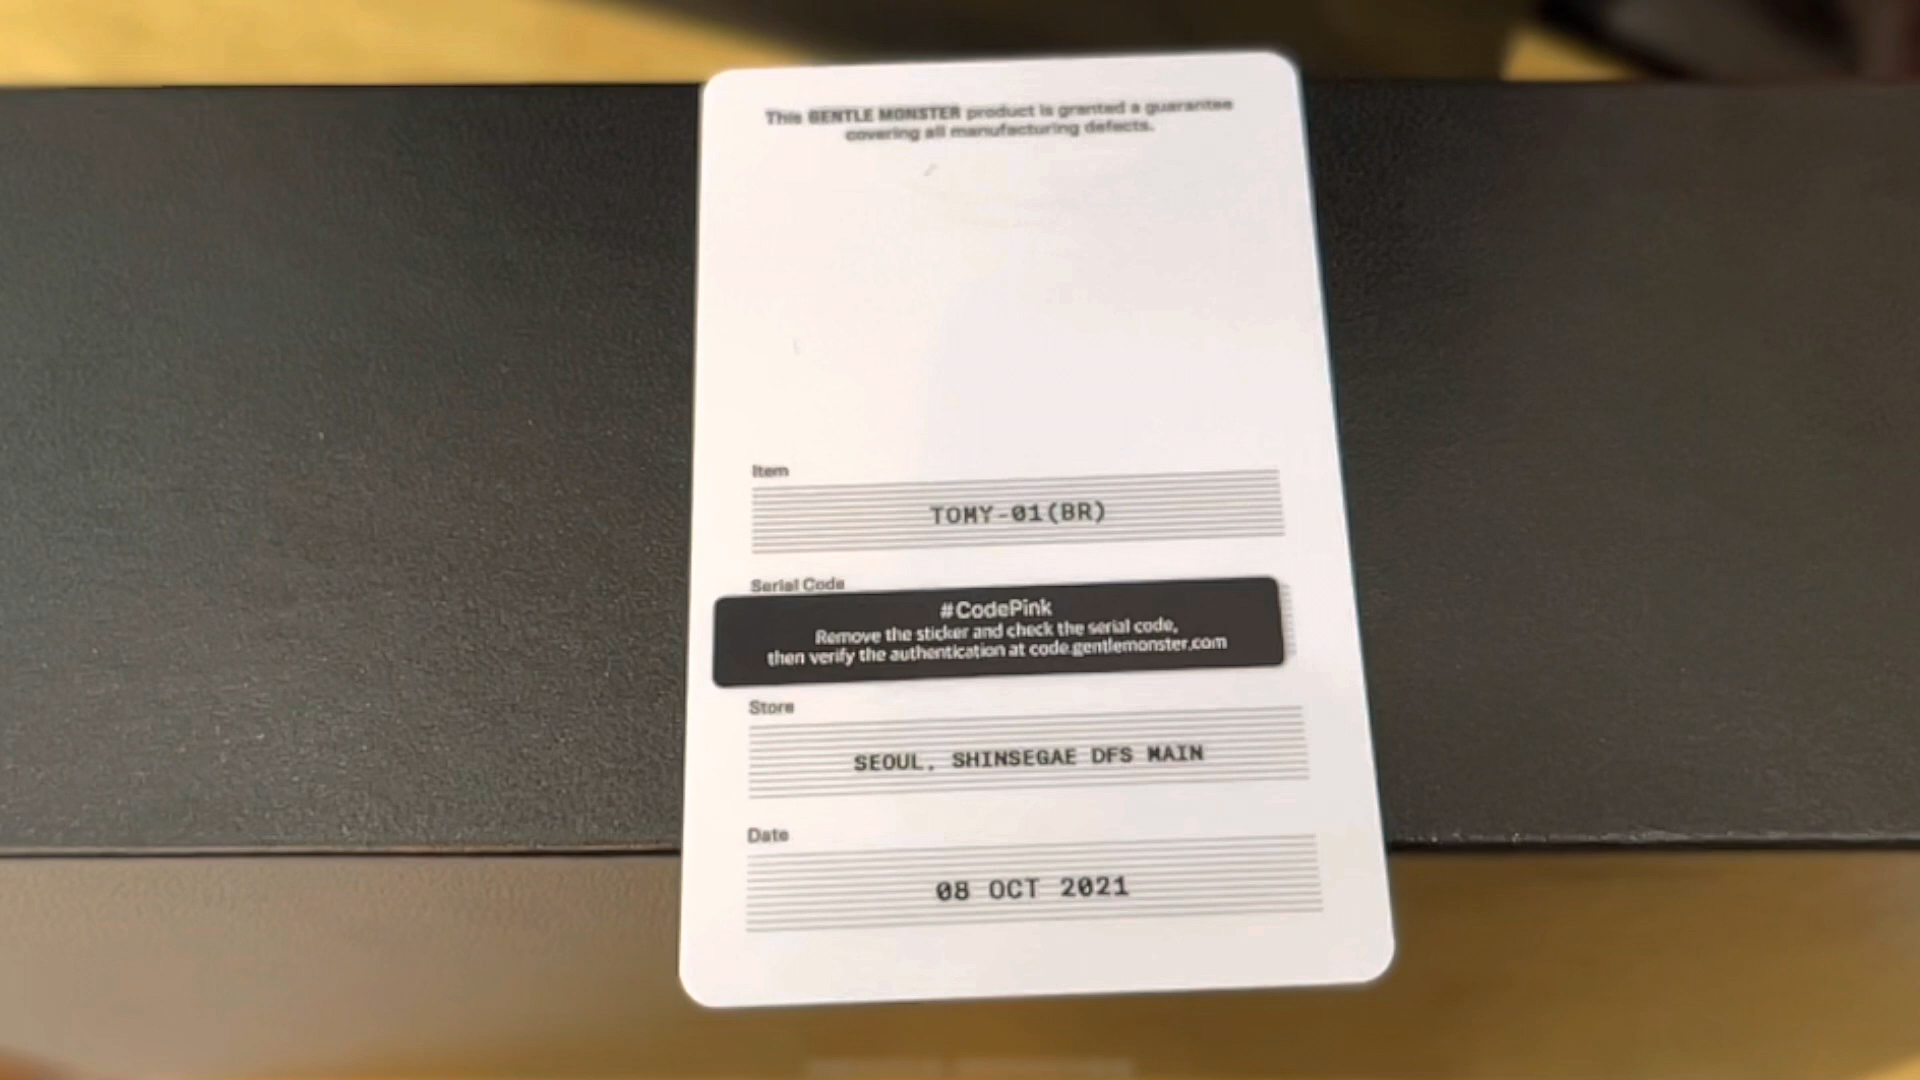 This GENTLE MONSTER product is granted a guarantee
covering all manufacturing defects.
Item
TOMY-01(BR)
Serial Code
#CodePink
Remove the sticker and check the serial code,
then verify the authentication at code.gentlemonster.com
Store
SEOUL, SHINSEGAE DFS MAIN
Date
08 OCT 2021